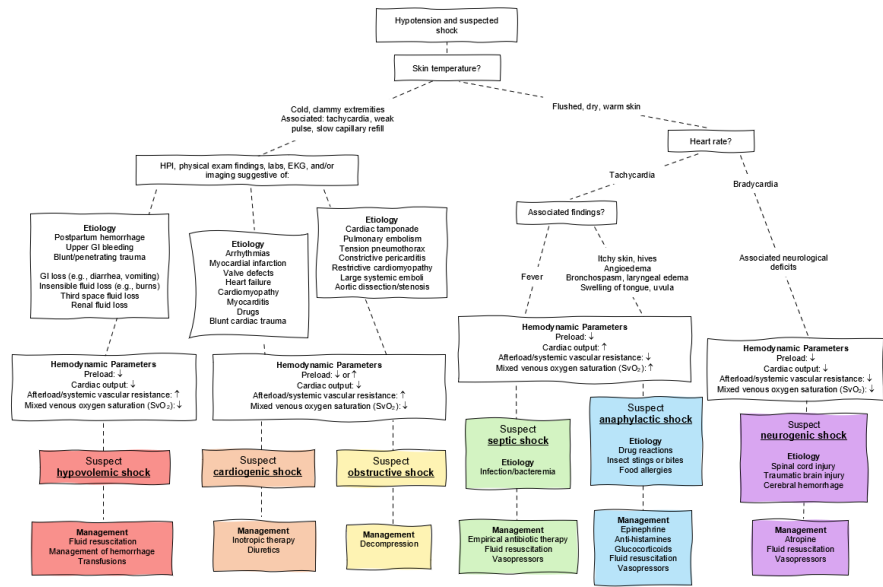 Hypotension and suspected
shock
Skin temperature?
Cold, clammy extremities
Associated: tachycardia, weak
pulse, slow capillary refill
Flushed, dry, warm skin
HPI, physical exam findings, labs, EKG, and/or
imaging suggestive of:
Heart rate?
Tachycardia
Bradycardia
Associated findings?
Etiology
Postpartum hemorrhage
Upper GI bleeding
Blunt/penetrating trauma
GI loss (e.g., diarrhea, vomiting)
Insensible fluid loss (e.g., burns)
Third space fluid loss
Renal fluid loss
Etiology
Arrhythmias
Myocardial infarction
Valve defects
Heart failure
Cardiomyopathy
Myocarditis
Drugs
Blunt cardiac trauma
Etiology
Cardiac tamponade
Pulmonary embolism
Tension pneumothorax
Constrictive pericarditis
Restrictive cardiomyopathy
Large systemic emboli
Aortic dissection/stenosis
Fever
Itchy skin, hives
Angioedema
Bronchospasm, laryngeal edema
Swelling of tongue, uvula
Associated neurological
deficits
Hemodynamic Parameters
Preload: ↓
Cardiac output: ↓
Afterload/systemic vascular resistance: ↑
Mixed venous oxygen saturation (SvO₂): ↓
Hemodynamic Parameters
Preload: ↓ or ↑
Cardiac output: ↓
Afterload/systemic vascular resistance: ↑
Mixed venous oxygen saturation (SvO₂): ↓
Hemodynamic Parameters
Preload: ↓
Cardiac output: ↑
Afterload/systemic vascular resistance: ↓
Mixed venous oxygen saturation (SvO₂): ↑
Hemodynamic Parameters
Preload: ↓
Cardiac output: ↓
Afterload/systemic vascular resistance: ↓
Mixed venous oxygen saturation (SvO₂): ↓
Suspect
hypovolemic shock
Suspect
cardiogenic shock
Suspect
obstructive shock
Suspect
septic shock
Etiology
Infection/bacteremia
Suspect
anaphylactic shock
Etiology
Drug reactions
Insect stings or bites
Food allergies
Suspect
neurogenic shock
Etiology
Spinal cord injury
Traumatic brain injury
Cerebral hemorrhage
Management
Fluid resuscitation
Management of hemorrhage
Transfusions
Management
Inotropic therapy
Diuretics
Management
Decompression
Management
Empirical antibiotic therapy
Fluid resuscitation
Vasopressors
Management
Epinephrine
Anti-histamines
Glucocorticoids
Fluid resuscitation
Vasopressors
Management
Atropine
Fluid resuscitation
Vasopressors